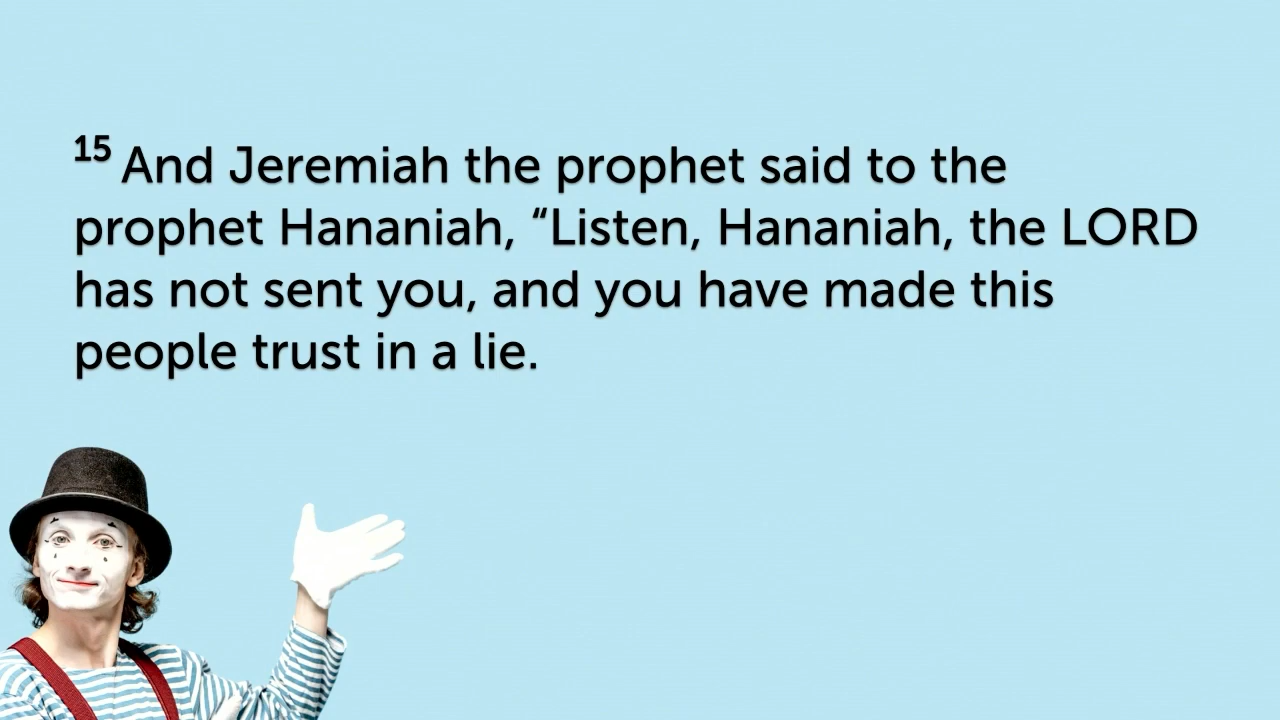 15 And Jeremiah the prophet said to the
prophet Hananiah, “Listen, Hananiah, the LORD
has not sent you, and you have made this
people trust in a lie.